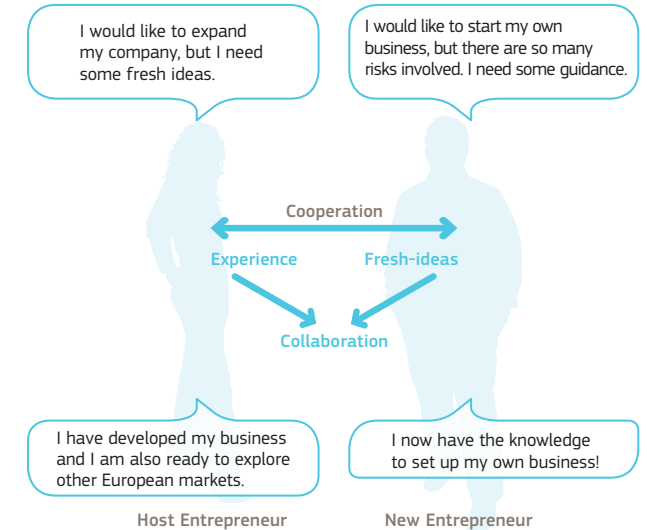 I would like to expand
my company, but I need
some fresh ideas.
I would like to start my own
business, but there are so many
risks involved. I need some guidance.
Cooperation
Experience
Fresh-ideas
Collaboration
I have developed my business
and I am also ready to explore
other European markets.
I now have the knowledge
to set up my own business!
Host Entrepreneur
New Entrepreneur